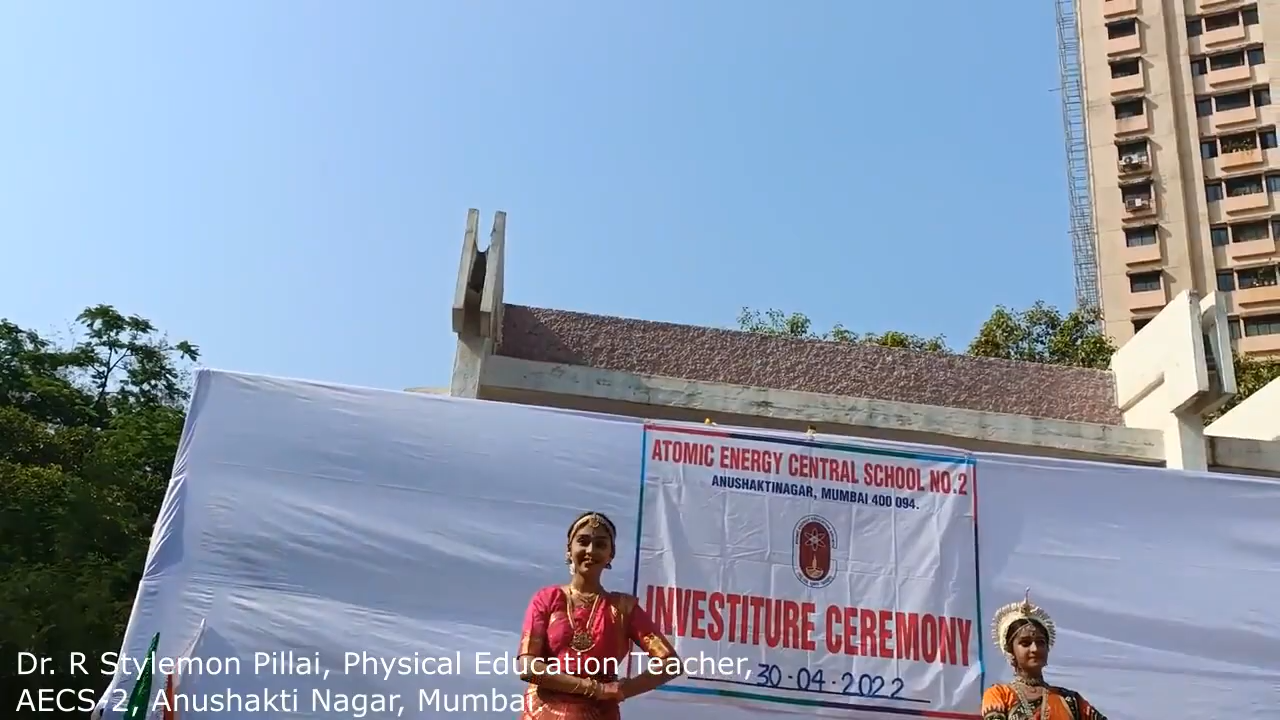 ATOMIC ENERGY CENTRAL SCHOOL NO.2
ANUSHAKTINAGAR, MUMBAI 400 094.
INVESTITURE CEREMONY
30-04-2022
Dr. R Stylemon Pillai, Physical Education Teacher,
AECS-2, Anushakti Nagar, Mumbai.